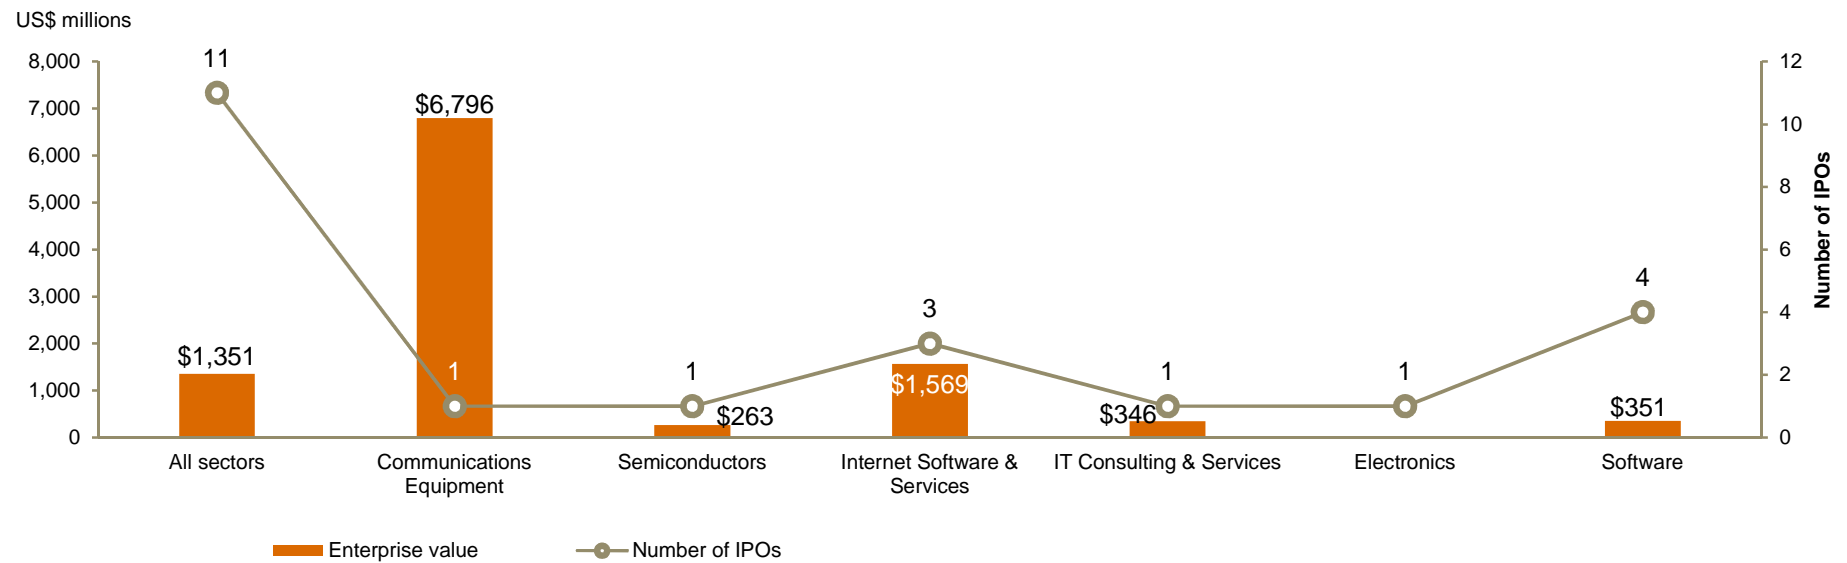 US$ millions
8,000
7,000
6,000
5,000
4,000
3,000
2,000
1,000
0
11
$1,351
$6,796
1
1
$263
3
$1,569
1
$346
1
4
$351
12
10
8
6
4
2
0
Number of IPOs
All sectors
Communications
Equipment
Semiconductors
Internet Software &
Services
IT Consulting & Services
Electronics
Software
Enterprise value
Number of IPOs